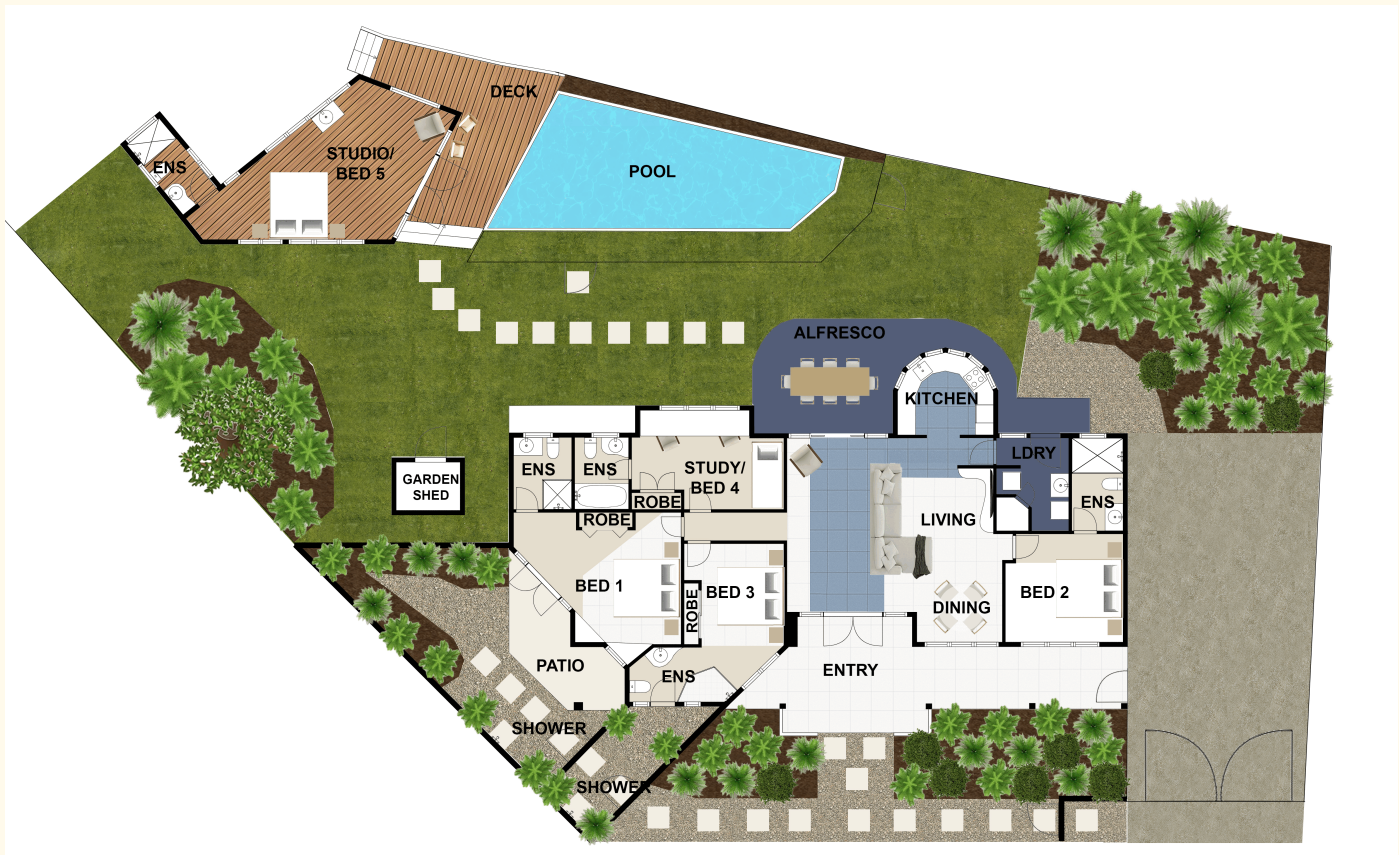 DECK
ENS
STUDIO/
BED 5
POOL
ALFRESCO
KITCHEN
GARDEN
SHED
ENS
ENS
STUDY/
BED 4
ROBE
ROBE
LDRY
ENS
LIVING
BED 1
BED 3
ROBE
DINING
BED 2
PATIO
ENS
ENTRY
SHOWER
SHOWER